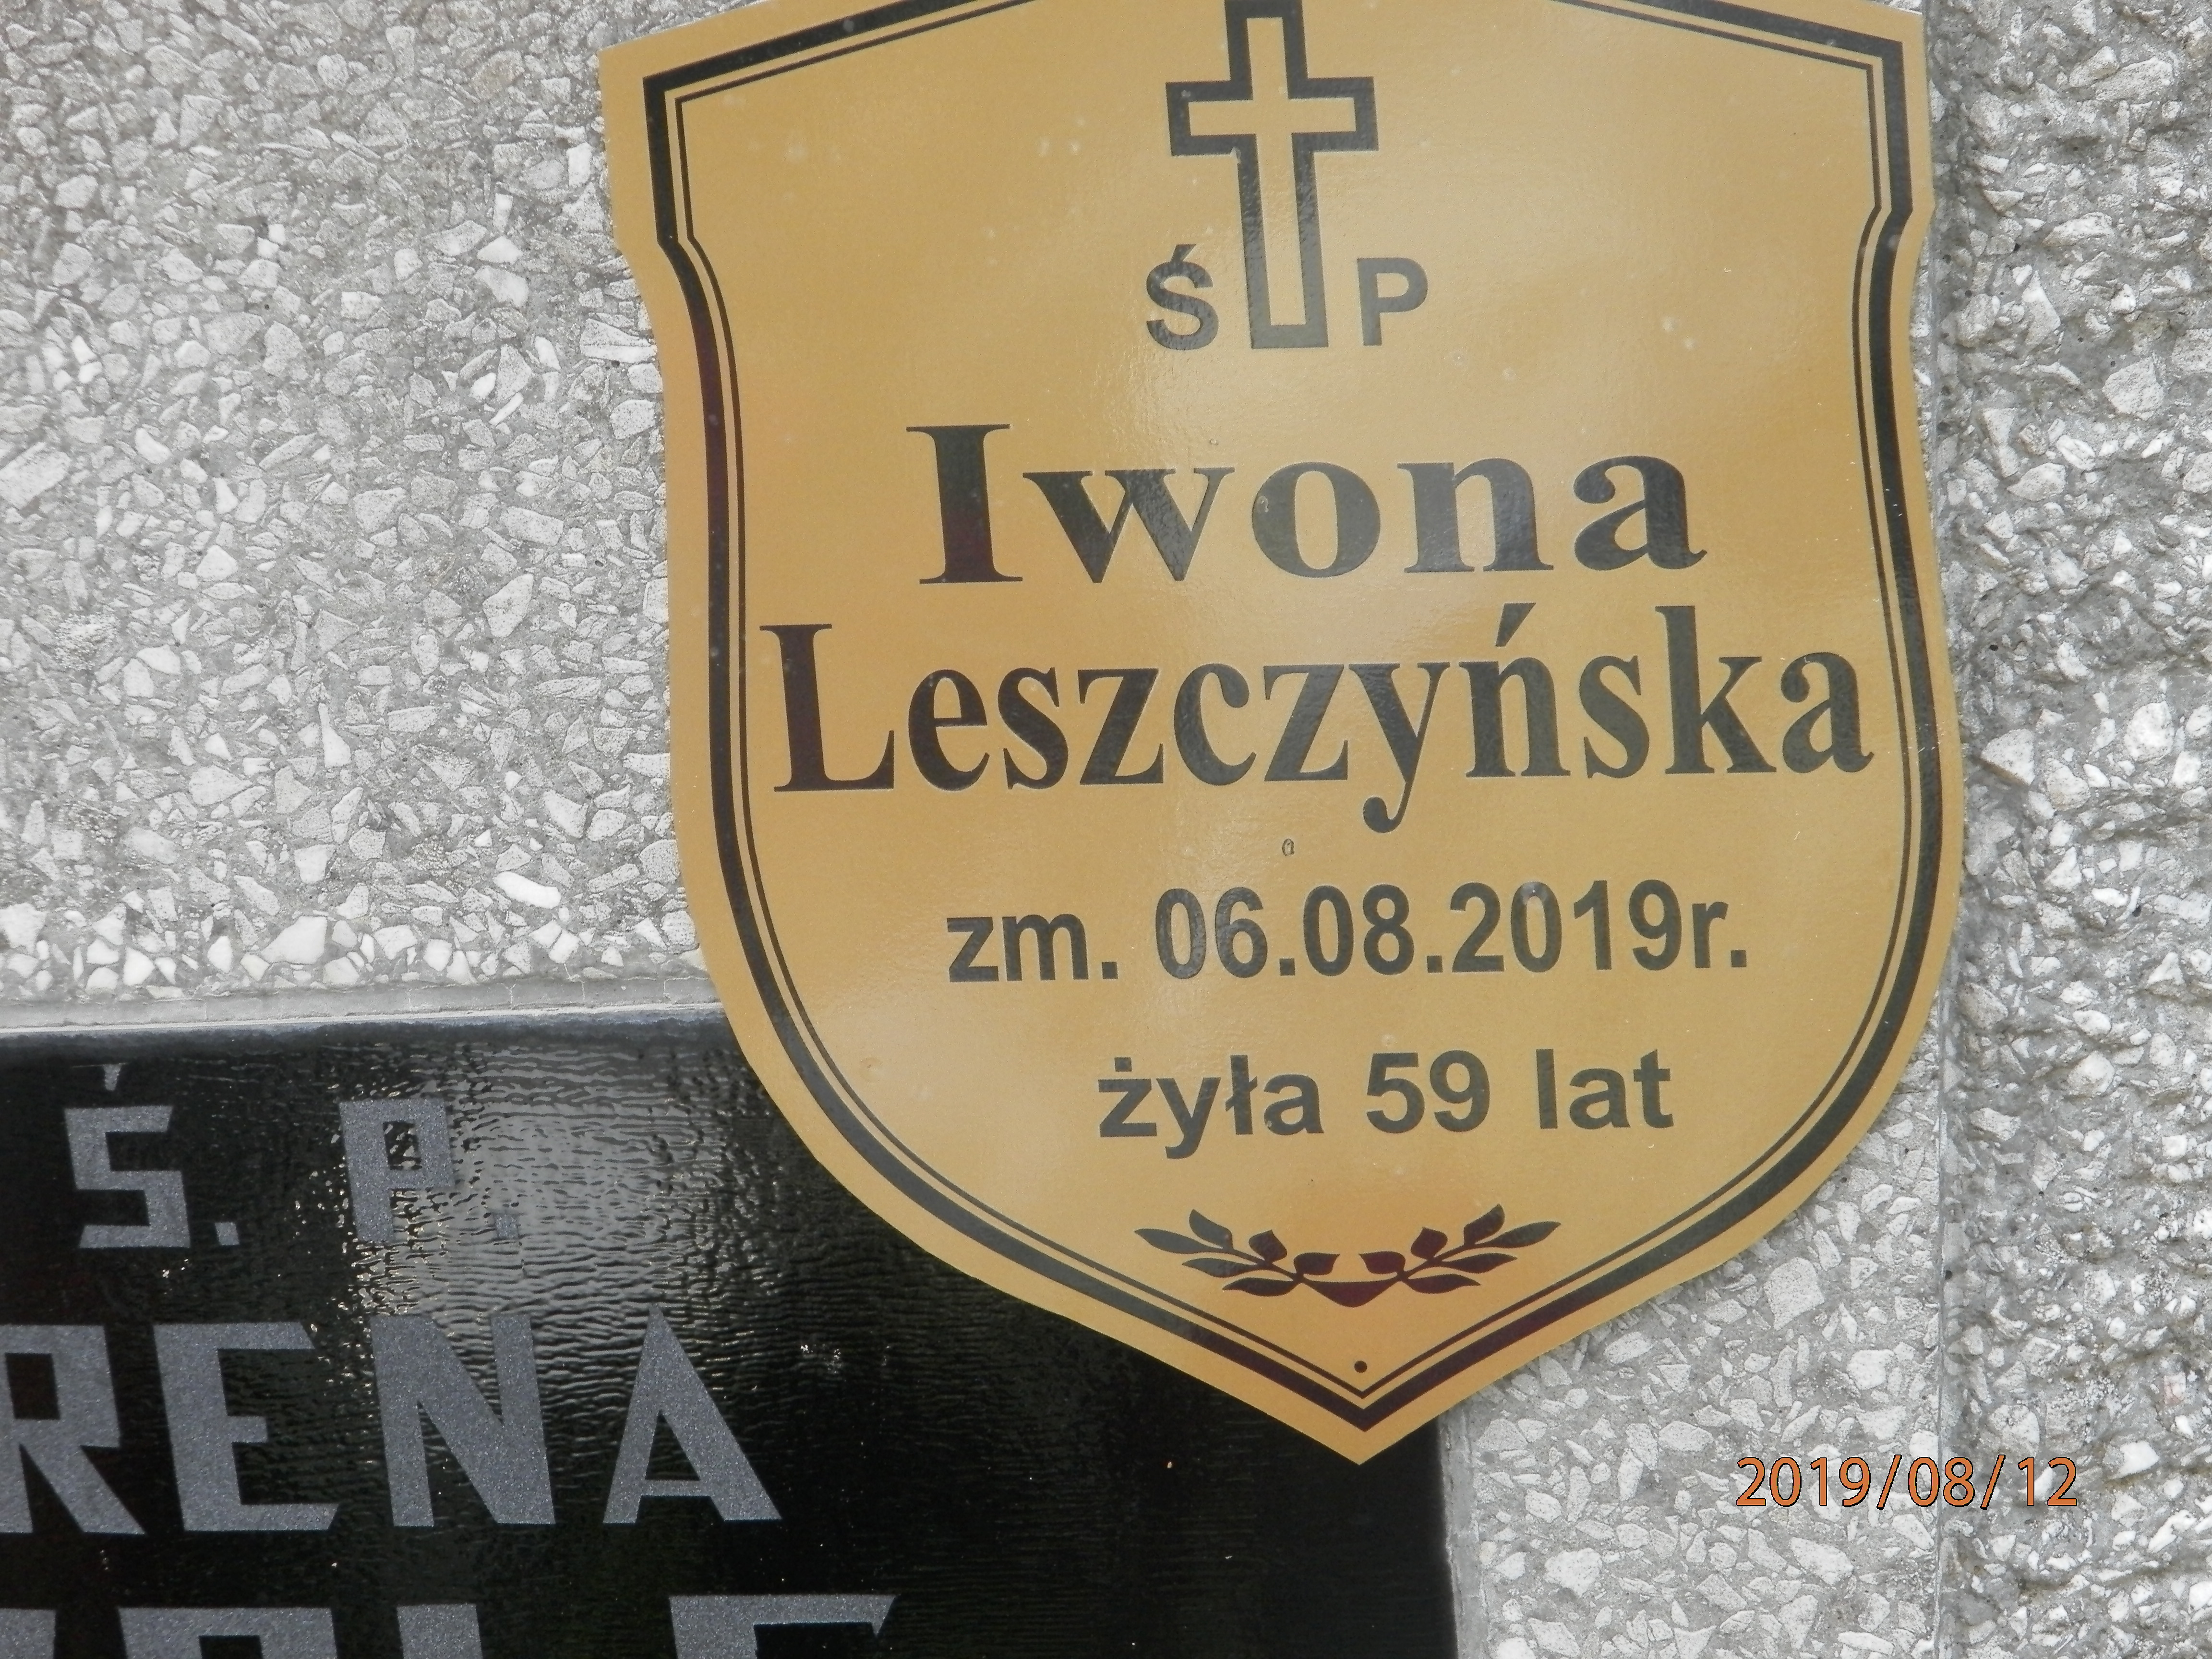 Ś P
Iwona
Leszczyńska
zm. 06.08.2019r.
żyła 59 lat
Ś. P.
RENA
2019/08/12